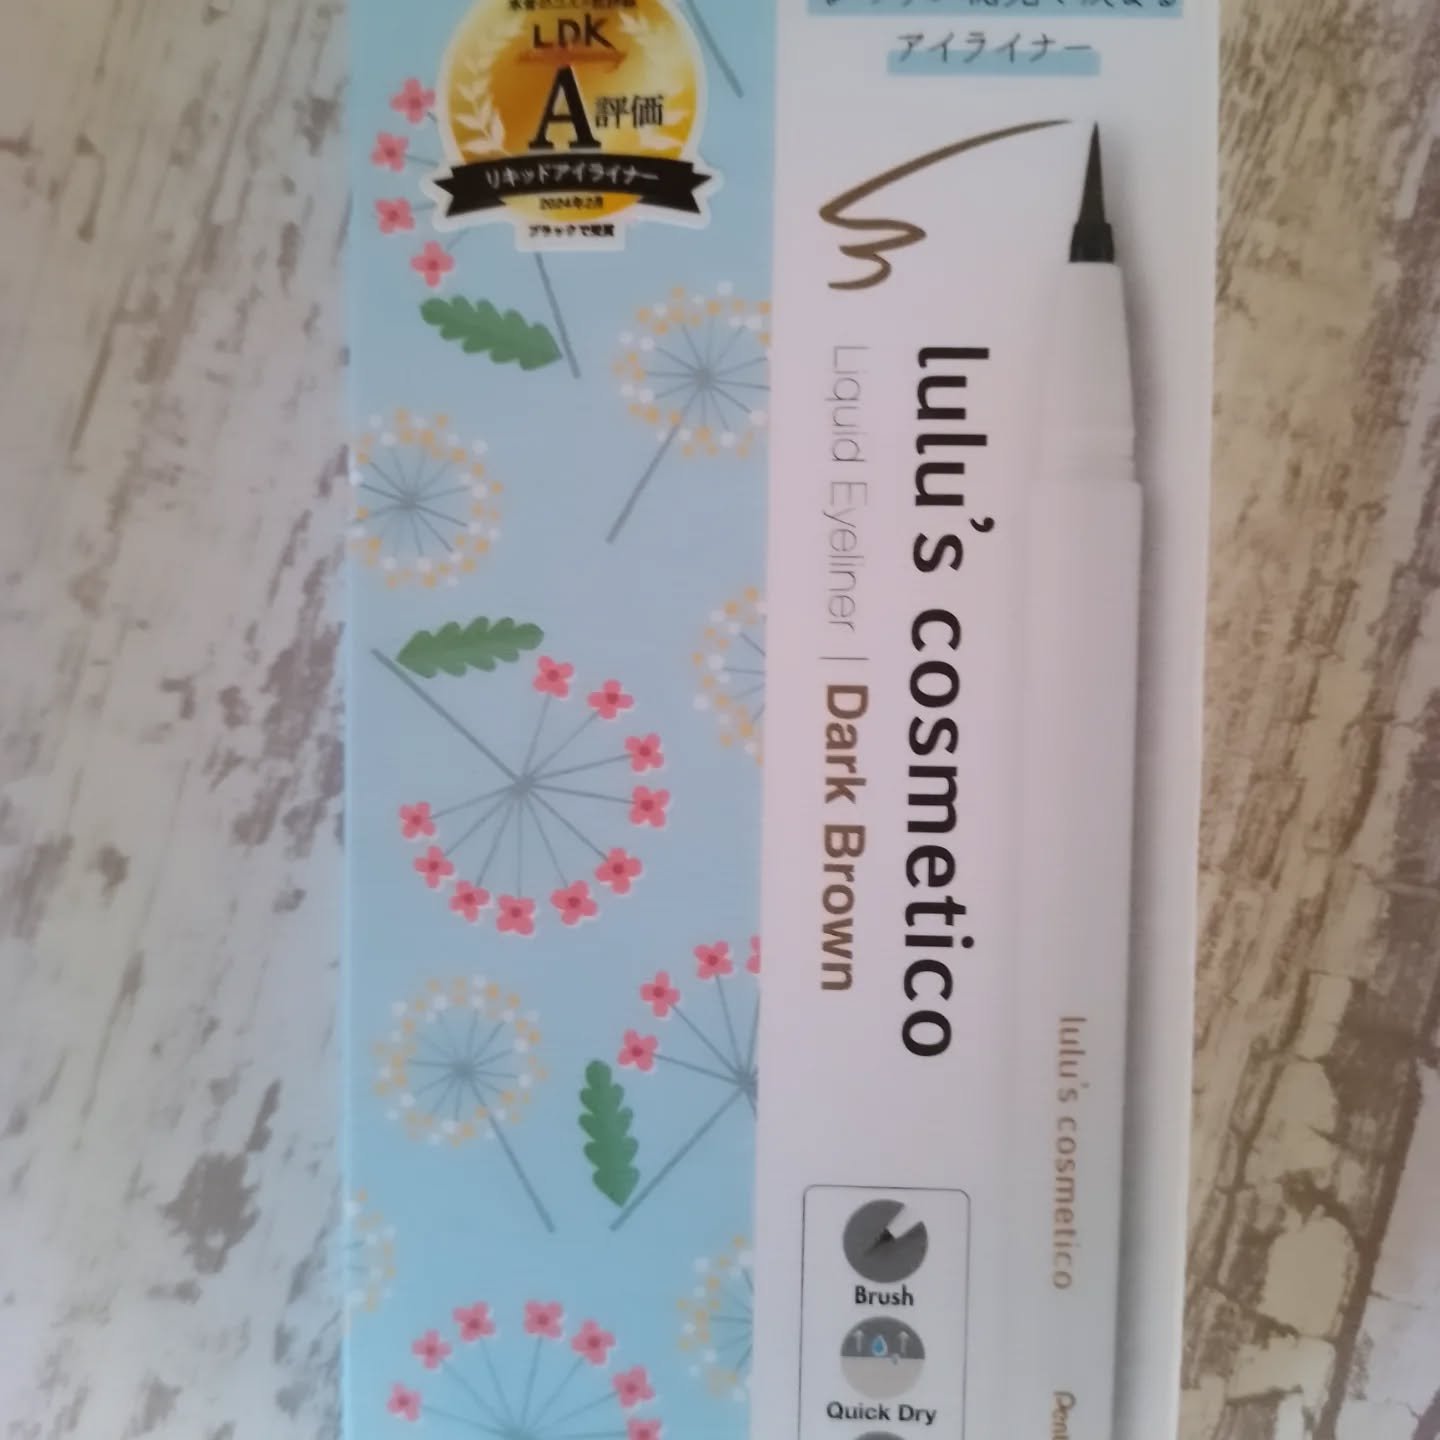 LDK
A評価
リキッドアイライナー
2024年2月
ブラックで受賞
アイライナー
lulu's cosmetico
Liquid Eyeliner | Dark Brown
lulu's cosmetico
Brush
Quick Dry